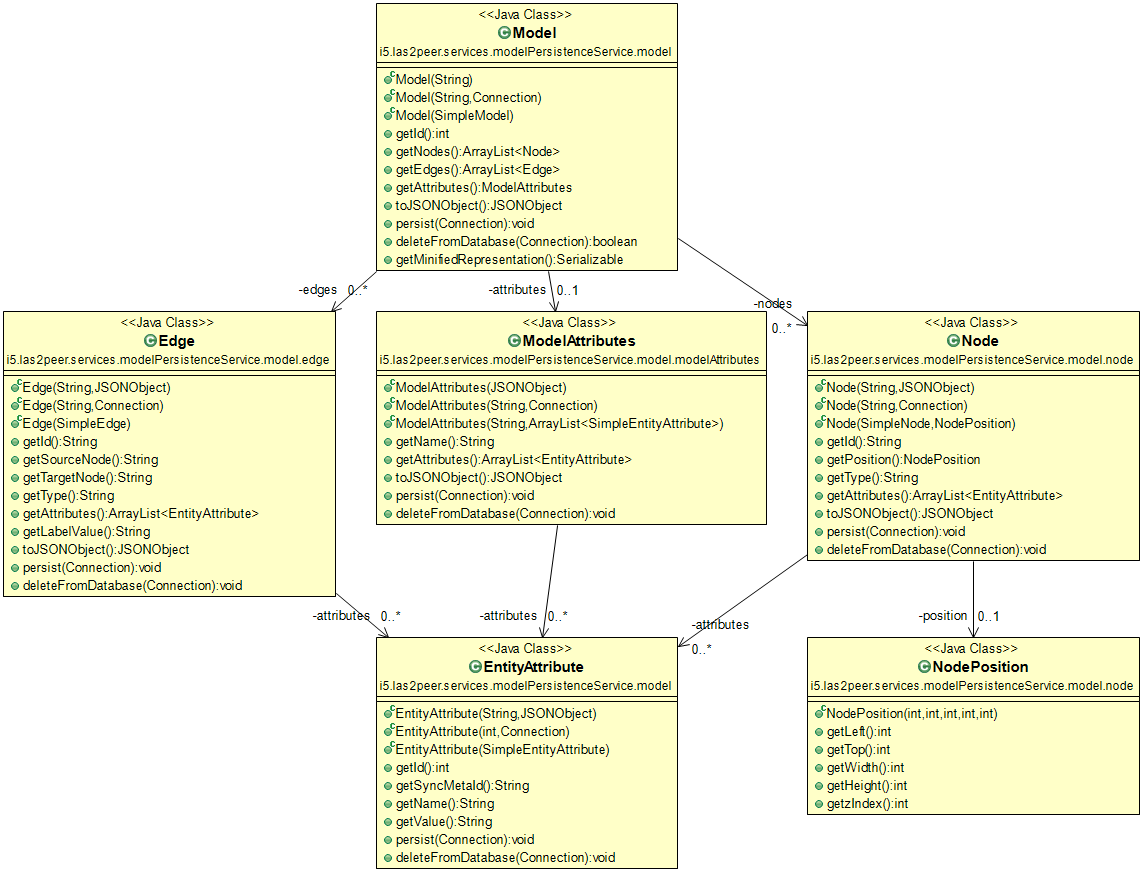 <<Java Class>>
Model
i5.las2peer.services.modelPersistenceService.model
Model(String)
Model(String,Connection)
Model(SimpleModel)
getId():int
getNodes():ArrayList<Node>
getEdges():ArrayList<Edge>
getAttributes():ModelAttributes
toJSONObject():JSONObject
persist(Connection):void
deleteFromDatabase(Connection):boolean
getMinifiedRepresentation():Serializable
-edges 0..*
-attributes 0..1
-nodes
0..*
<<Java Class>>
Edge
i5.las2peer.services.modelPersistenceService.model.edge
Edge(String,JSONObject)
Edge(String,Connection)
Edge(SimpleEdge)
getId():String
getSourceNode():String
getTargetNode():String
getType():String
getAttributes():ArrayList<EntityAttribute>
getLabelValue():String
toJSONObject():JSONObject
persist(Connection):void
deleteFromDatabase(Connection):void
<<Java Class>>
ModelAttributes
i5.las2peer.services.modelPersistenceService.model.modelAttributes
ModelAttributes(JSONObject)
ModelAttributes(String,Connection)
ModelAttributes(String,ArrayList<SimpleEntityAttribute>)
getName():String
getAttributes():ArrayList<EntityAttribute>
toJSONObject():JSONObject
persist(Connection):void
deleteFromDatabase(Connection):void
<<Java Class>>
Node
i5.las2peer.services.modelPersistenceService.model.node
Node(String,JSONObject)
Node(String,Connection)
Node(SimpleNode,NodePosition)
getId():String
getPosition():NodePosition
getType():String
getAttributes():ArrayList<EntityAttribute>
toJSONObject():JSONObject
persist(Connection):void
deleteFromDatabase(Connection):void
-attributes 0..*
-attributes 0..*
-attributes
0..*
-position 0..1
<<Java Class>>
EntityAttribute
i5.las2peer.services.modelPersistenceService.model
EntityAttribute(String,JSONObject)
EntityAttribute(int,Connection)
EntityAttribute(SimpleEntityAttribute)
getId():int
getSyncMetaId():String
getName():String
getValue():String
persist(Connection):void
deleteFromDatabase(Connection):void
<<Java Class>>
NodePosition
i5.las2peer.services.modelPersistenceService.model.node
NodePosition(int,int,int,int,int)
getLeft():int
getTop():int
getWidth():int
getHeight():int
getzIndex():int